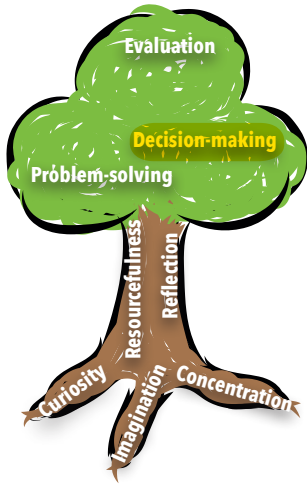 Evaluation
Decision-making
Problem-solving
Resourcefulness
Reflection
Curiosity
Imagination
Concentration